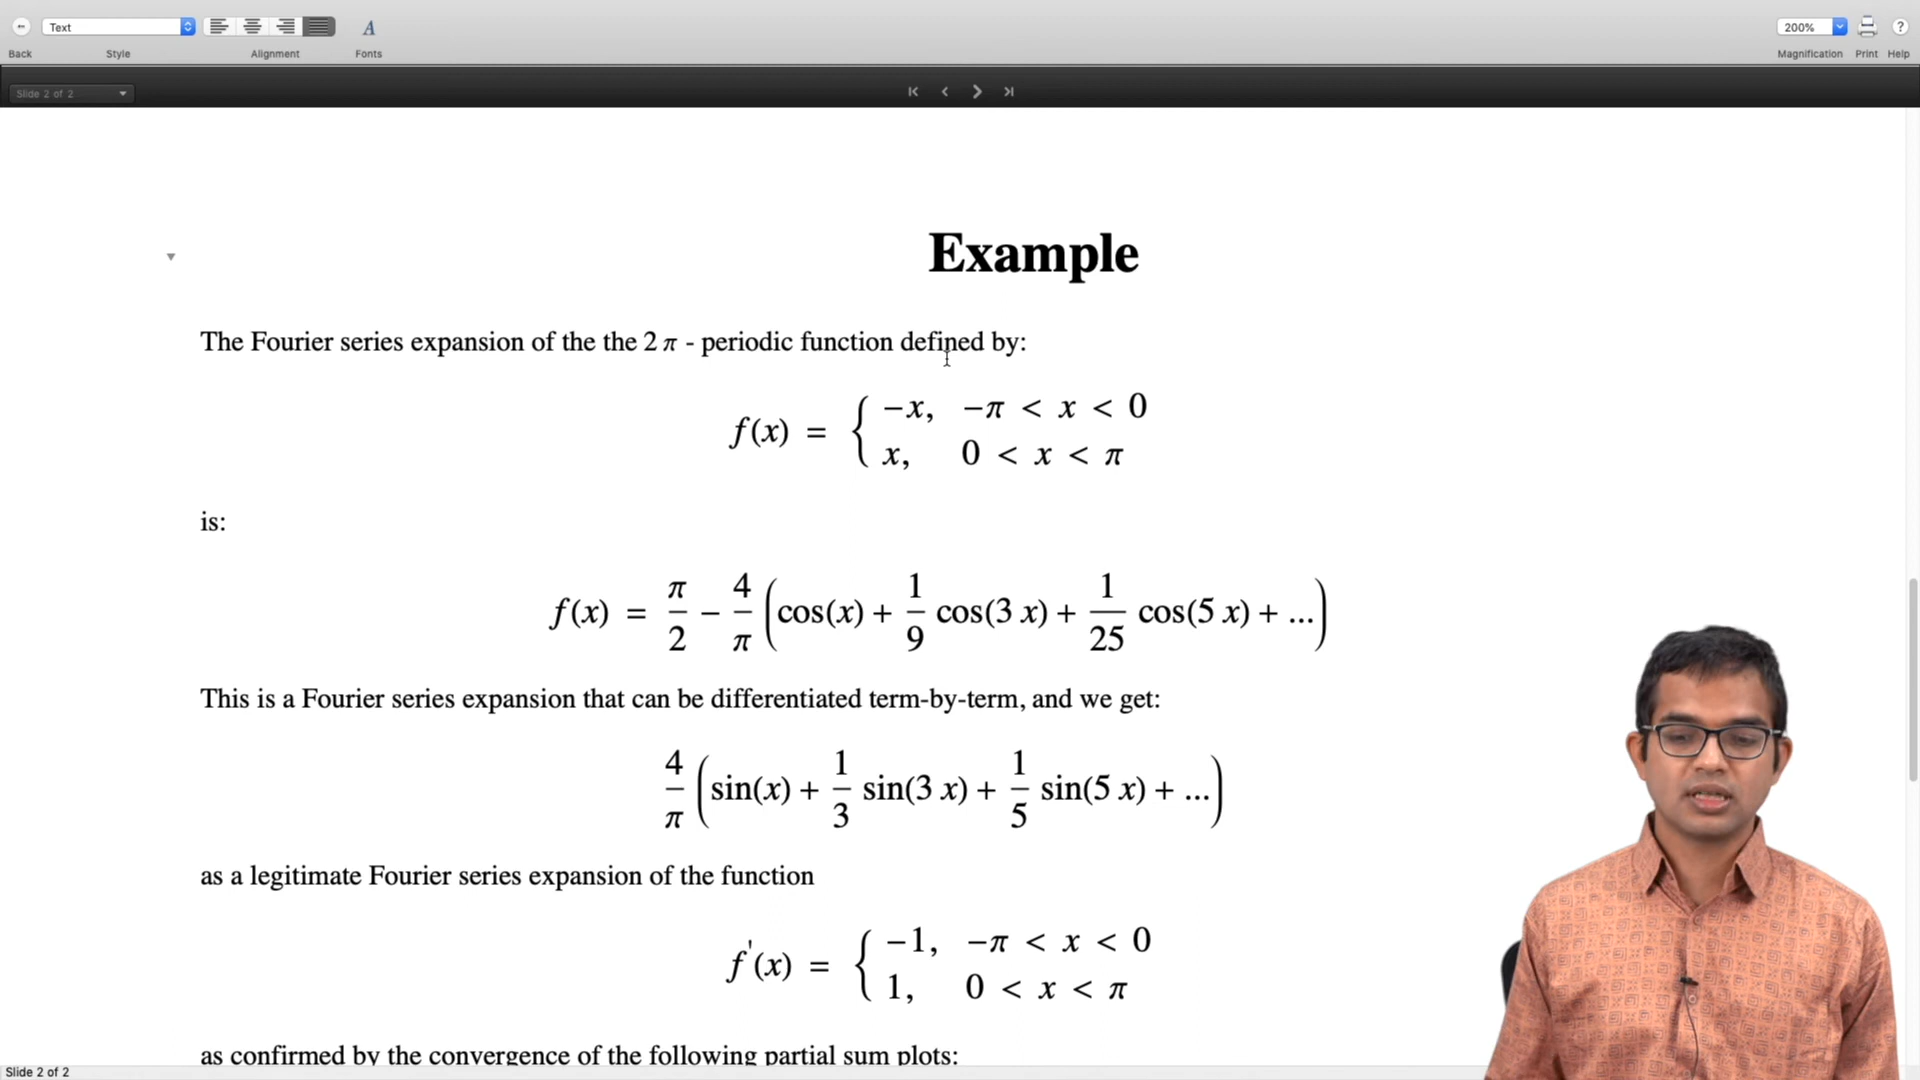 Text
Back
Style
Alignment
Fonts
200%
Magnification
Print
Help
?
Slide 2 of 2
Example
The Fourier series expansion of the the 2 π - periodic function defined by:
f(x) = { −x, −π < x < 0
x, 0 < x < π
is:
f(x) = π/2 − 4/π (cos(x) + 1/9 cos(3 x) + 1/25 cos(5 x) + ...)
This is a Fourier series expansion that can be differentiated term-by-term, and we get:
4/π (sin(x) + 1/3 sin(3 x) + 1/5 sin(5 x) + ...)
as a legitimate Fourier series expansion of the function
f'(x) = { −1, −π < x < 0
1, 0 < x < π
as confirmed by the convergence of the following partial sum plots:
Slide 2 of 2